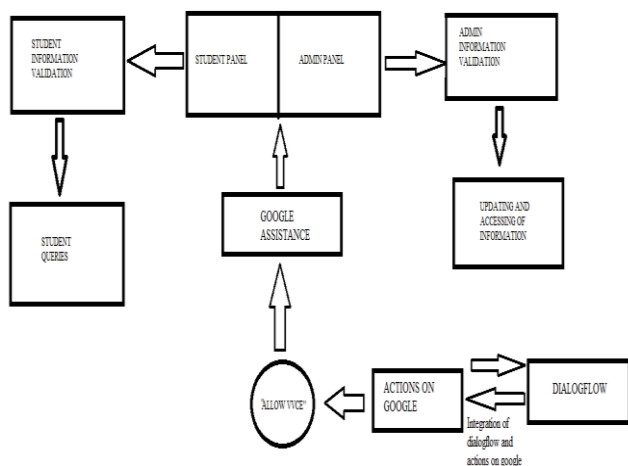 STUDENT
INFORMATION
VALIDATION
STUDENT PANEL
ADMIN PANEL
ADMIN
INFORMATION
VALIDATION
STUDENT
QUERIES
GOOGLE
ASSISTANCE
UPDATING AND
ACCESSING OF
INFORMATION
"ALLOW VVCE"
ACTIONS ON
GOOGLE
DIALOGFLOW
Integration of
dialogflow and
actions on google